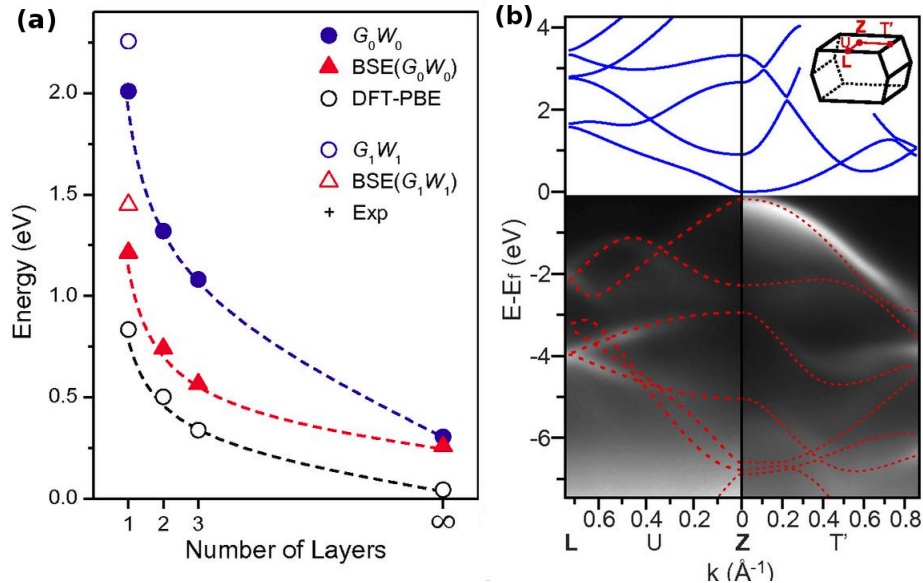 (a)
Energy (eV)
2.0
1.5
1.0
0.5
0.0
1
2
3
∞
Number of Layers
G₀W₀
BSE(G₀W₀)
DFT-PBE
G₁W₁
BSE(G₁W₁)
+ Exp
(b)
E-E_f (eV)
4
2
0
-2
-4
-6
Z
T'
U
L
0.6 0.4 0.2 0 0.2 0.4 0.6 0.8
L U Z T'
k (Å⁻¹)